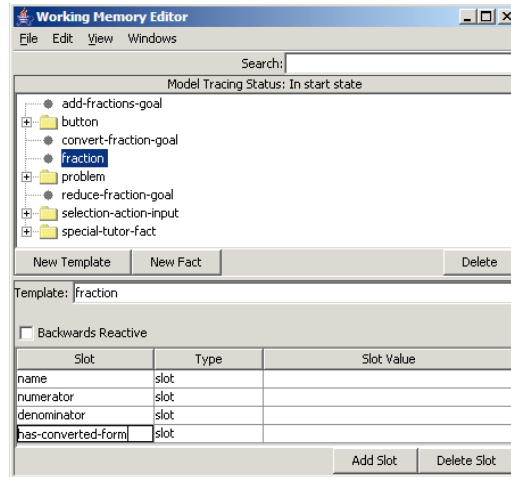 Working Memory Editor
File Edit View Windows
Search:
Model Tracing Status: In start state
add-fractions-goal
button
convert-fraction-goal
fraction
problem
reduce-fraction-goal
selection-action-input
special-tutor-fact
New Template New Fact Delete
Template: fraction
Backwards Reactive
Slot Type Slot Value
name slot
numerator slot
denominator slot
has-converted-form slot
Add Slot Delete Slot